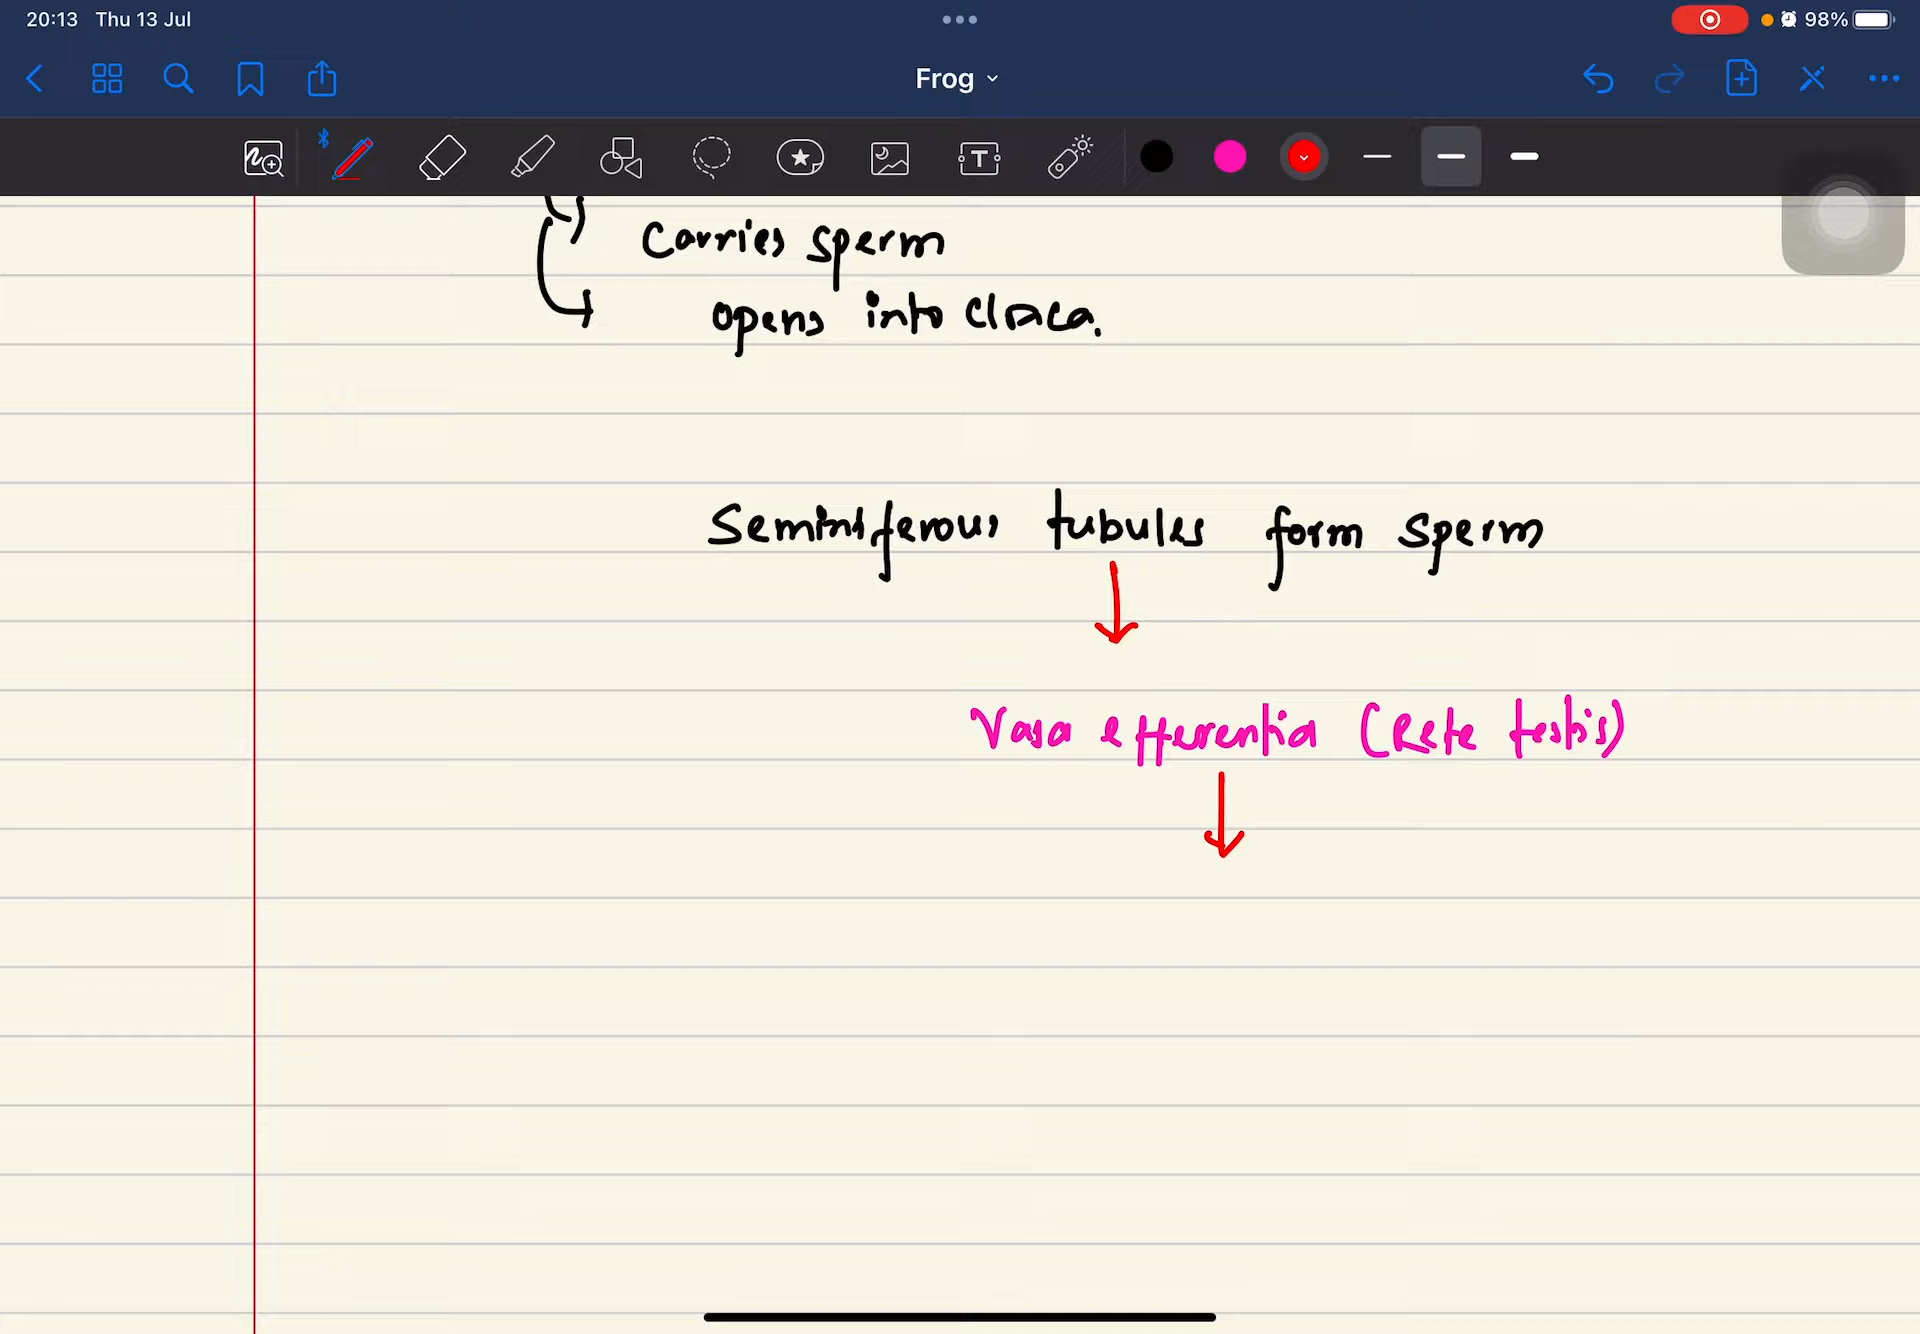 20:13 Thu 13 Jul
98%
Frog
T
Carries sperm
opens into cloaca.
Seminiferous tubules form sperm
Vasa efferentia (Rete testis)